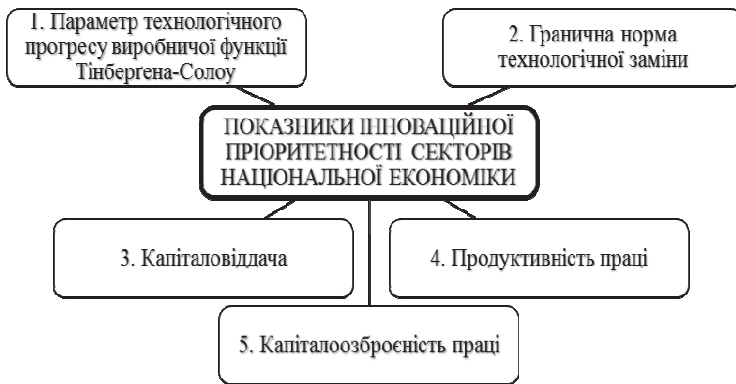 1. Параметр технологічного
прогресу виробничої функції
Тінберґена-Солоу
2. Гранична норма
технологічної заміни
ПОКАЗНИКИ ІННОВАЦІЙНОЇ
ПРІОРИТЕТНОСТІ СЕКТОРІВ
НАЦІОНАЛЬНОЇ ЕКОНОМІКИ
3. Капіталовіддача
4. Продуктивність праці
5. Капіталоозброєність праці